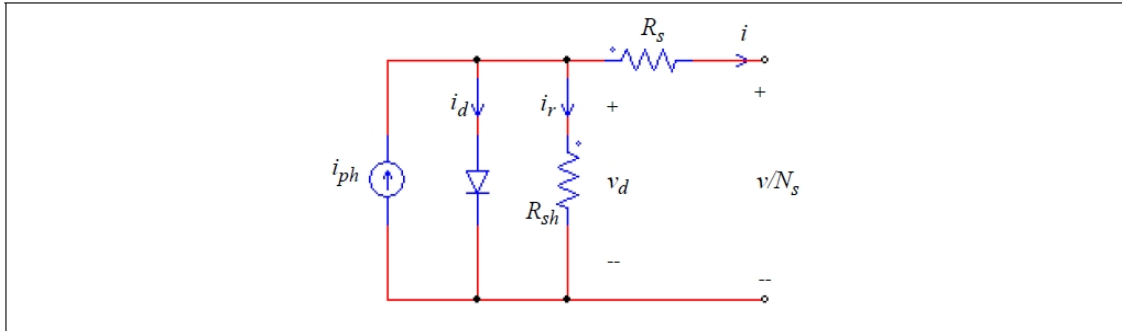 R_s
i
+
i_d
i_r
+
i_ph
v_d
v/N_s
R_sh
--
--